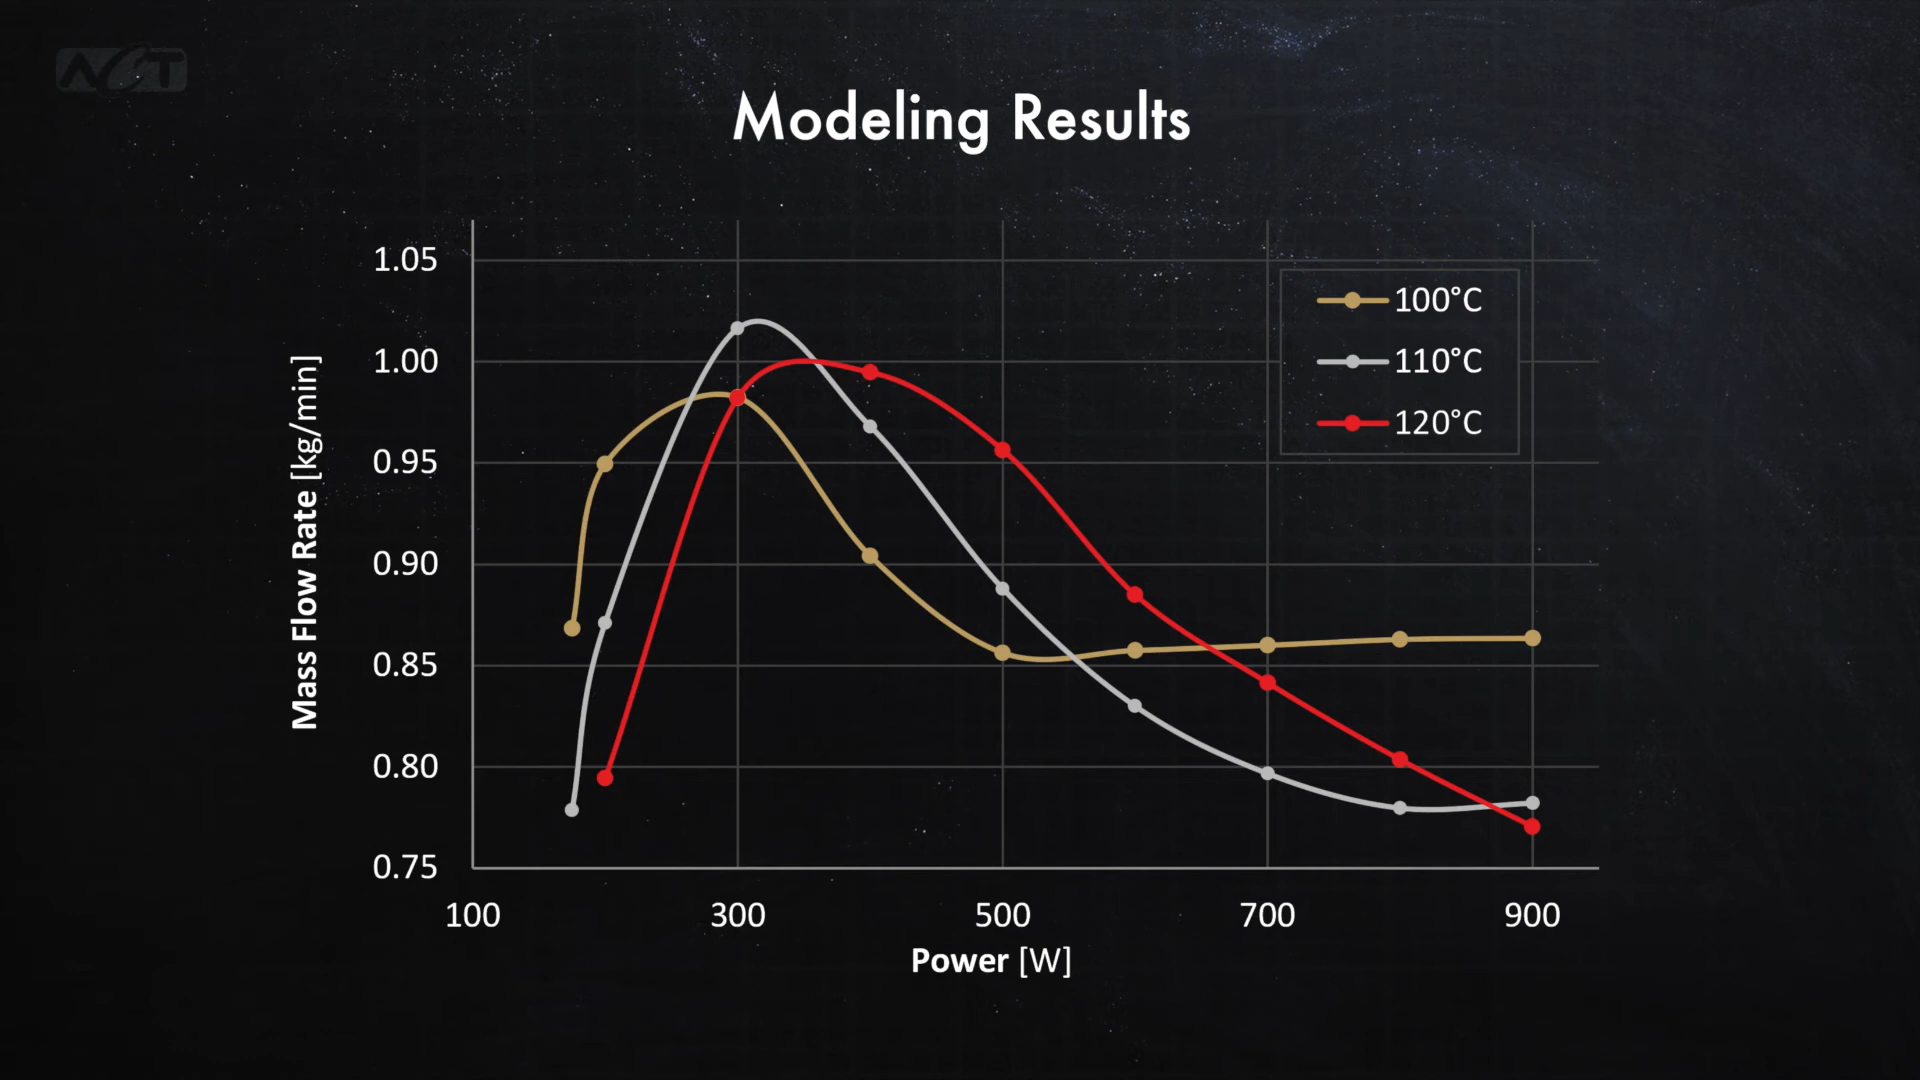 ACT
Modeling Results
1.05
1.00
0.95
0.90
0.85
0.80
0.75
Mass Flow Rate [kg/min]
100°C
110°C
120°C
100 300 500 700 900
Power [W]